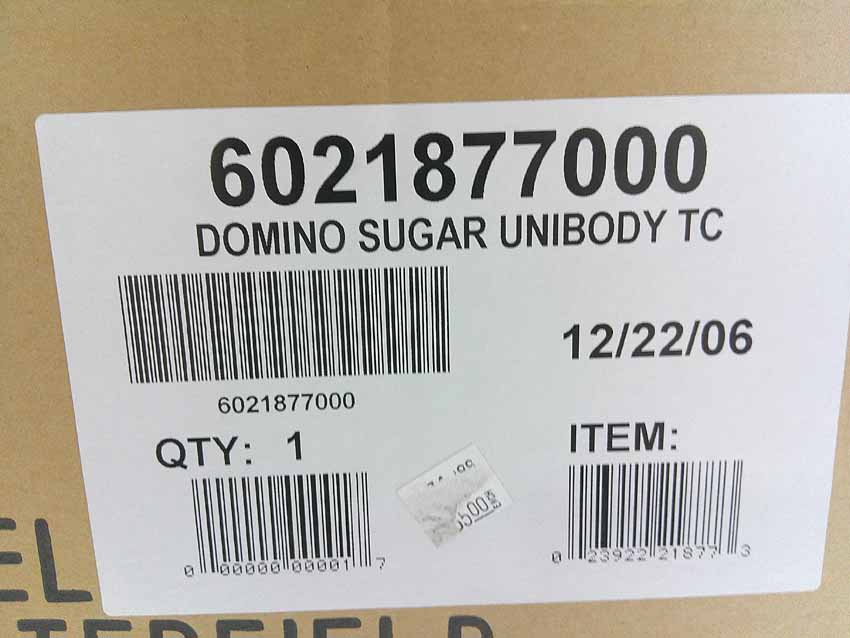 6021877000
DOMINO SUGAR UNIBODY TC
12/22/06
6021877000
QTY: 1
ITEM:
0 00000 00001 7
0 23922 21877 3